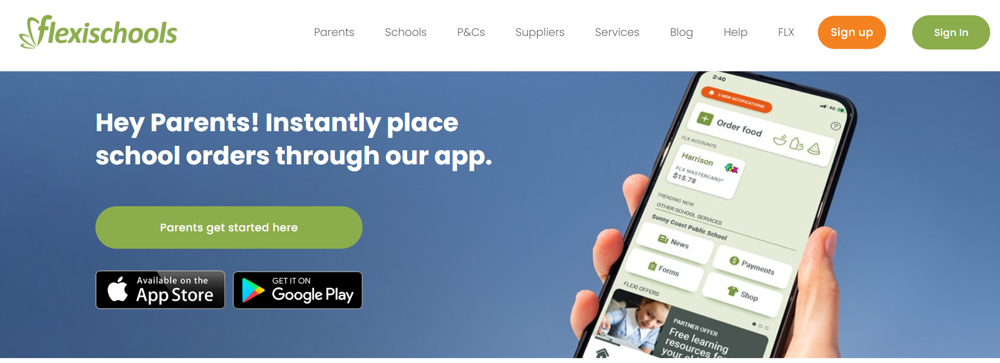 flexischools
Parents
Schools
P&Cs
Suppliers
Services
Blog
Help
FLX
Sign up
Sign In
Hey Parents! Instantly place
school orders through our app.
Parents get started here
Available on the
App Store
GET IT ON
Google Play
2:40
4G
3 NEW NOTIFICATIONS
Order food
FLX ACCOUNTS
Harrison
flx
FLX MASTERCARD®
$15.78
TRENDING NOW
OTHER SCHOOL SERVICES
Sunny Coast Public School
News
Payments
Forms
Shop
FLEXI OFFERS
PARTNER OFFER
Free learning
resources for
your